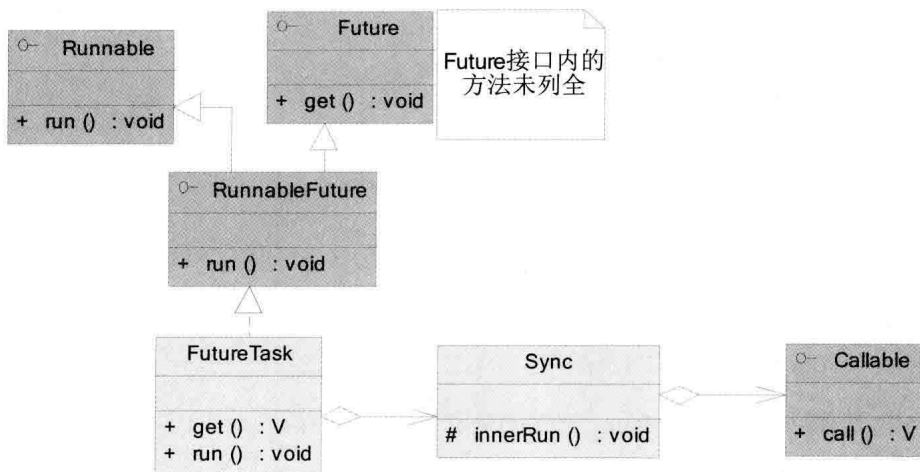 Runnable
+ run () : void
Future
+ get () : void
Future接口内的
方法未列全
RunnableFuture
+ run () : void
FutureTask
+ get () : V
+ run () : void
Sync
# innerRun () : void
Callable
+ call () : V